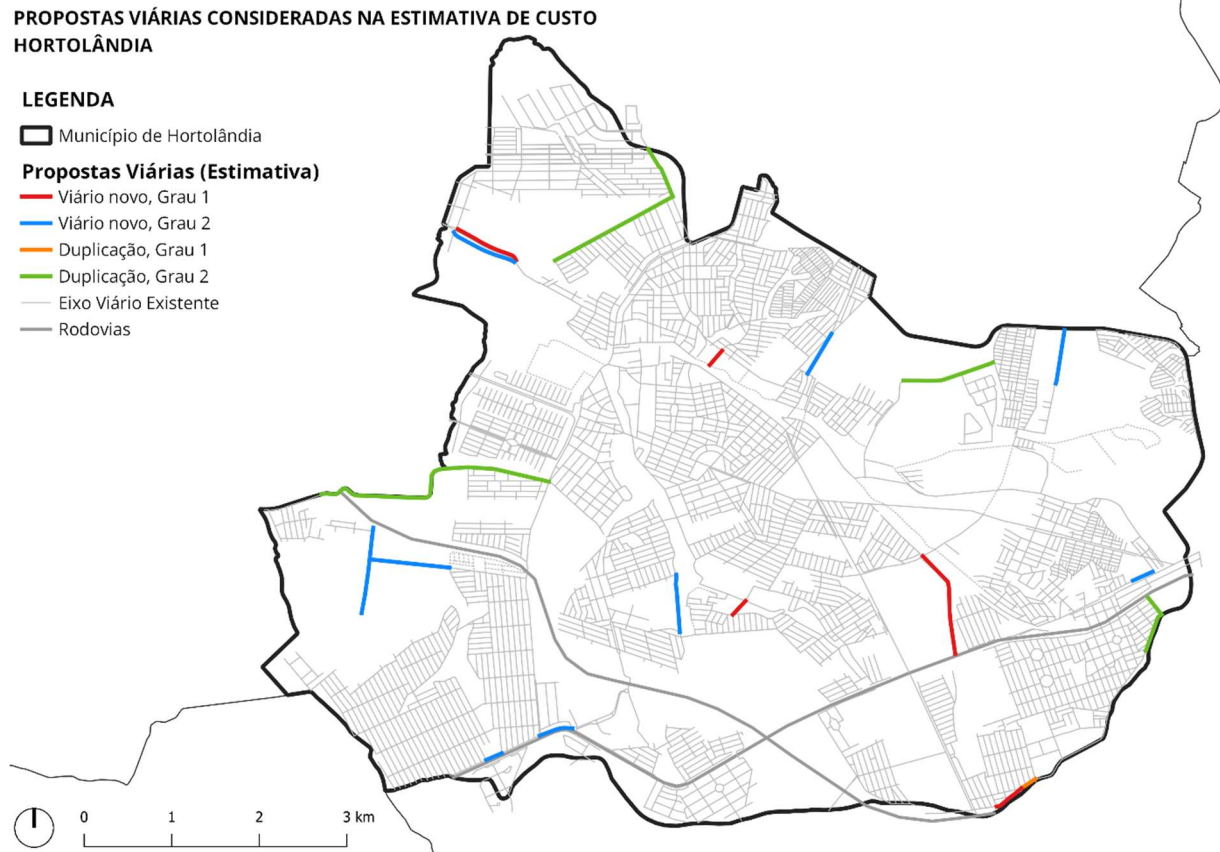 PROPOSTAS VIÁRIAS CONSIDERADAS NA ESTIMATIVA DE CUSTO
HORTOLÂNDIA
LEGENDA
Município de Hortolândia
Propostas Viárias (Estimativa)
Viário novo, Grau 1
Viário novo, Grau 2
Duplicação, Grau 1
Duplicação, Grau 2
Eixo Viário Existente
Rodovias
0 1 2 3 km